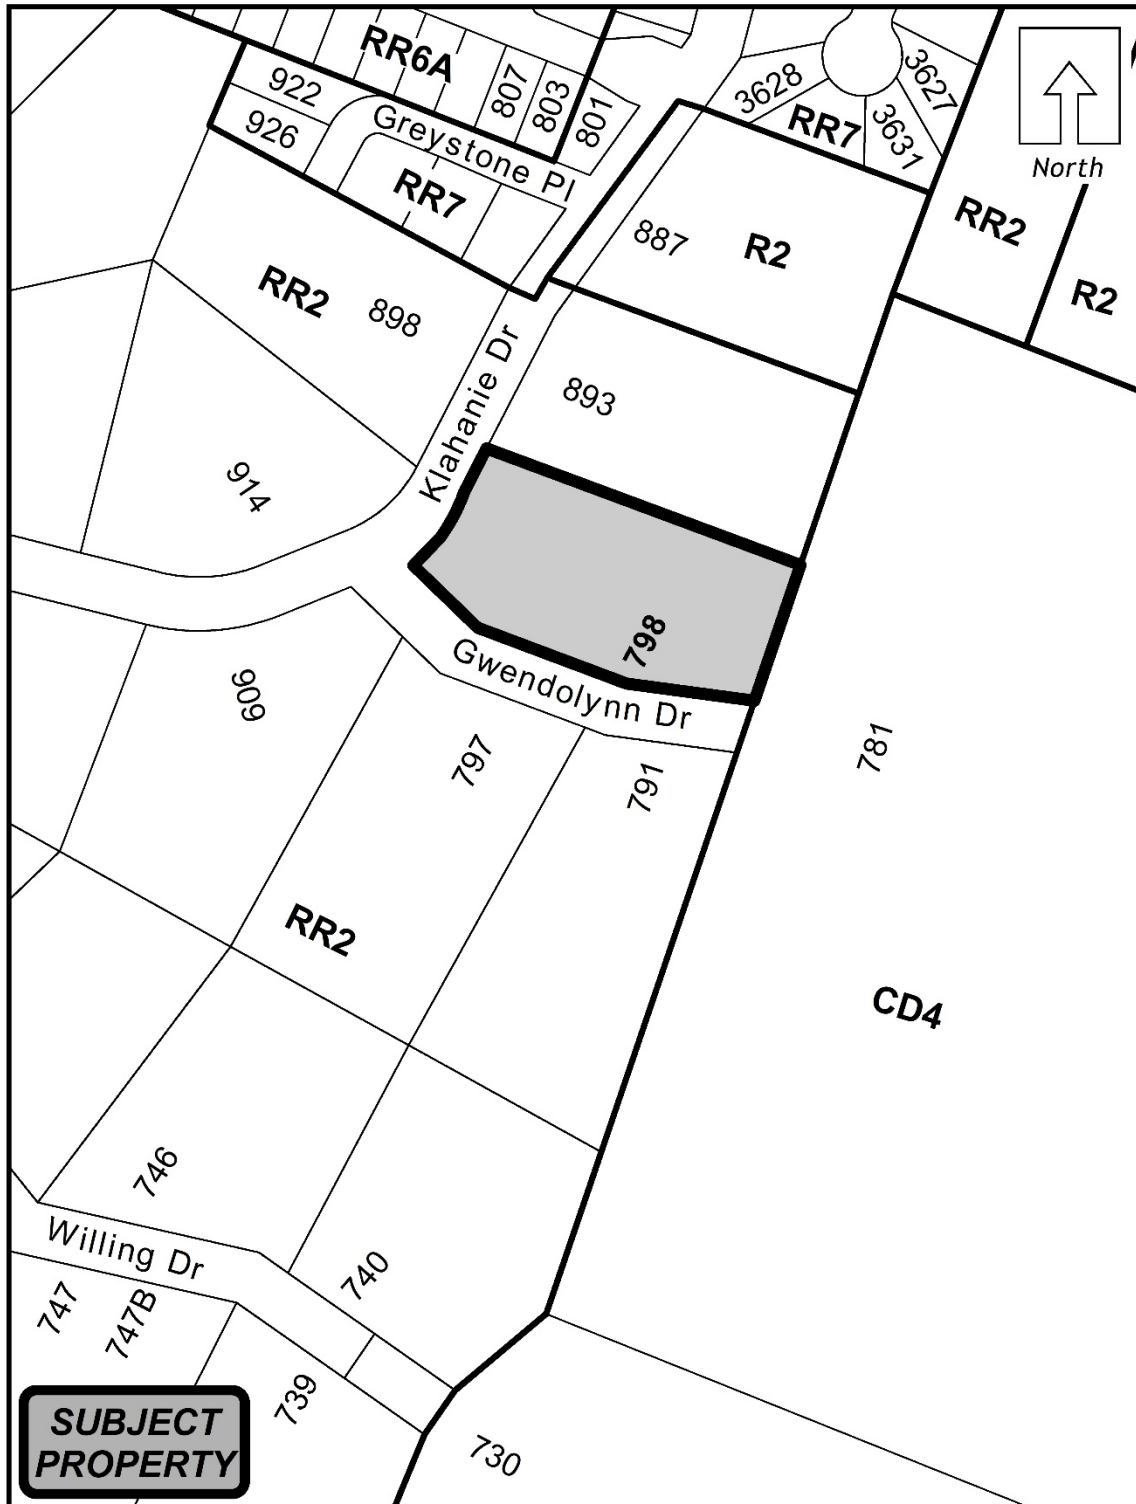 RR6A
807
803
801
922
926
Greystone Pl
RR7
3628
3627
RR7
3631
North
RR2
R2
887
R2
RR2
898
893
Klahanie Dr
914
798
Gwendolynn Dr
909
797
791
781
RR2
CD4
746
Willing Dr
740
747
747B
739
730
SUBJECT
PROPERTY